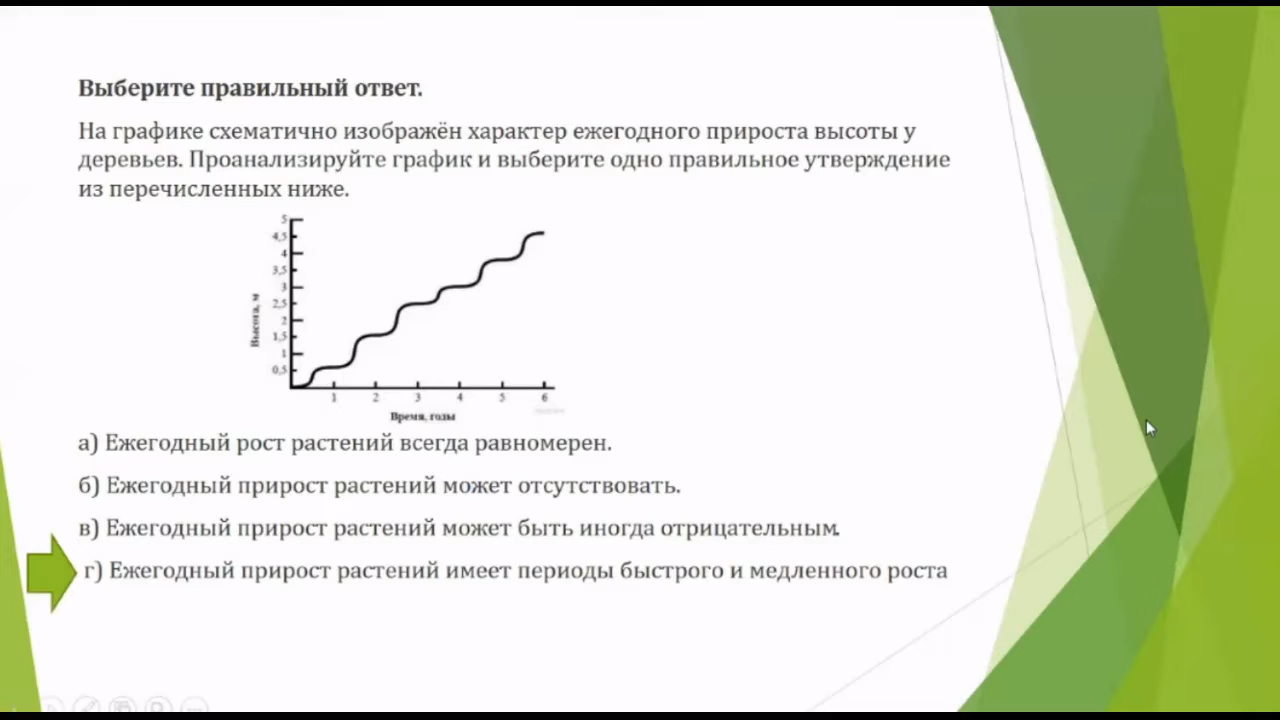 Выберите правильный ответ.
На графике схематично изображён характер ежегодного прироста высоты у
деревьев. Проанализируйте график и выберите одно правильное утверждение
из перечисленных ниже.
5
4,5
4
3,5
3
2,5
2
1,5
1
0,5
Высота, м
1 2 3 4 5 6
Время, годы
а) Ежегодный рост растений всегда равномерен.
б) Ежегодный прирост растений может отсутствовать.
в) Ежегодный прирост растений может быть иногда отрицательным.
г) Ежегодный прирост растений имеет периоды быстрого и медленного роста